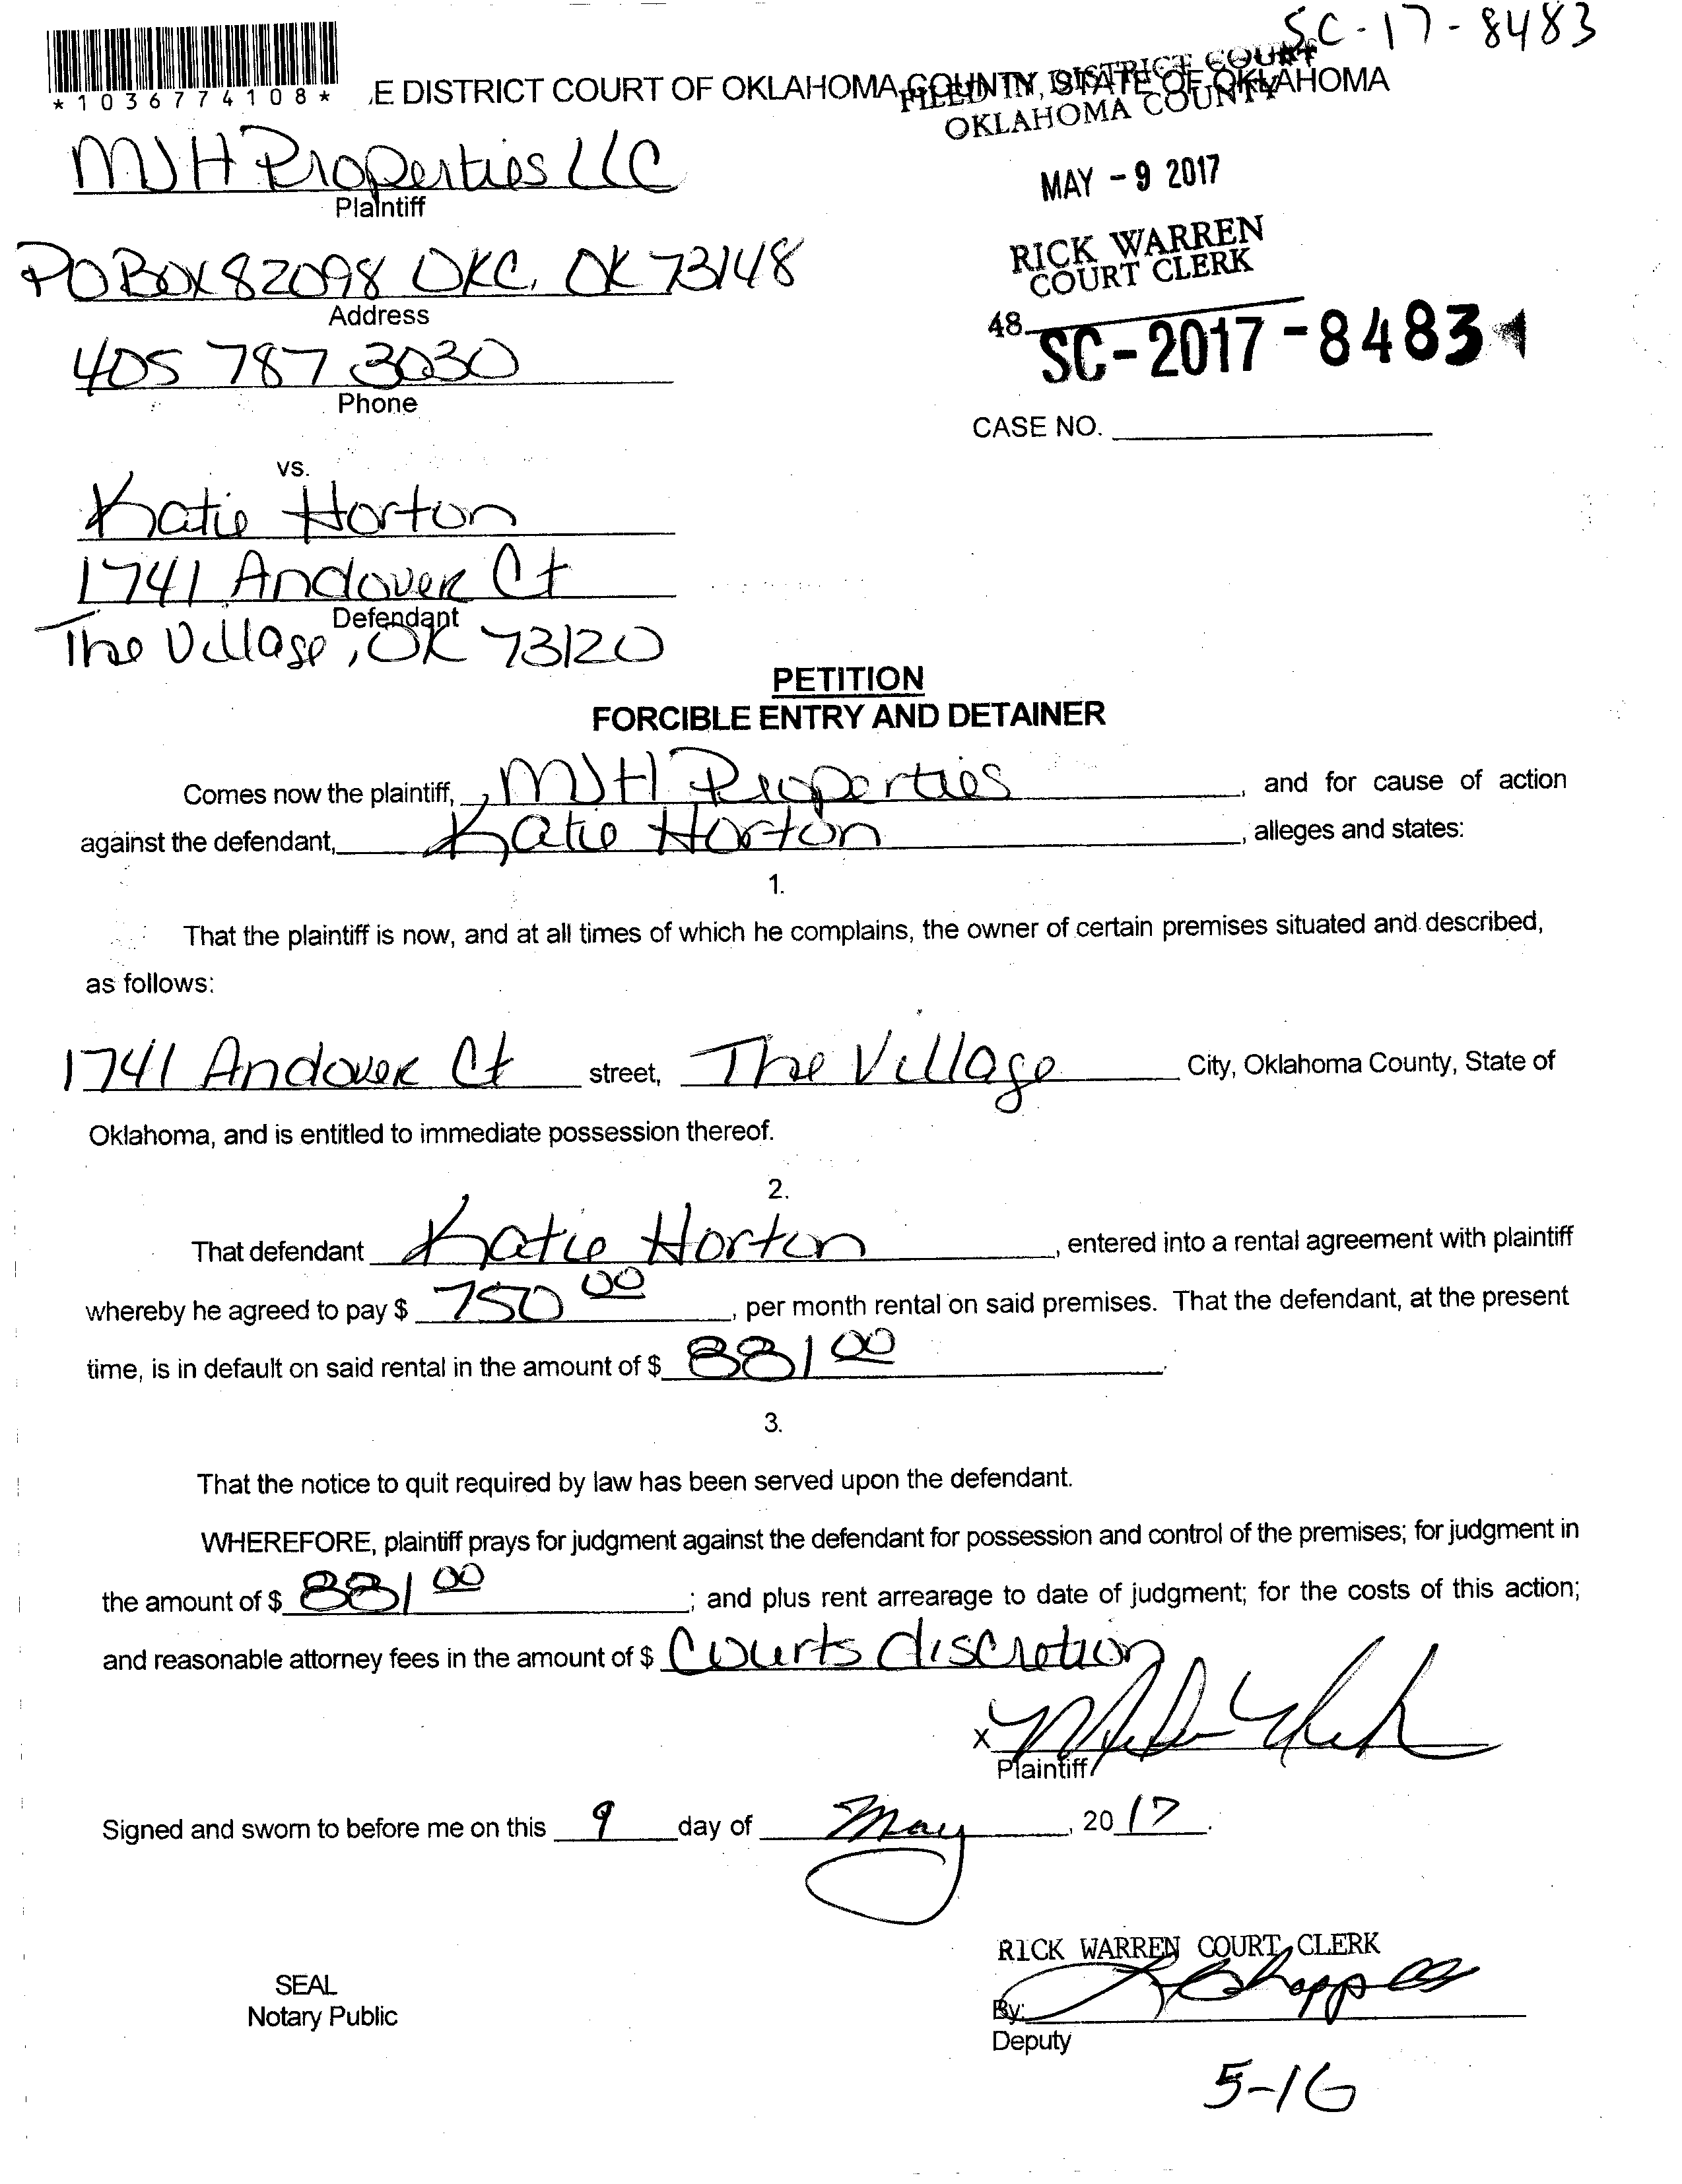 SC-17-8483
*1036774108*
E DISTRICT COURT OF OKLAHOMA COUNTY, STATE OF OKLAHOMA
FILED IN DISTRICT COURT
OKLAHOMA COUNTY
MJH Properties LLC
Plaintiff
MAY - 9 2017
PO Box 82098 OKC, OK 73148
Address
RICK WARREN
COURT CLERK
405 787 3030
Phone
48
SC-2017-8483
CASE NO.
vs.
Katie Horton
1741 Andover Ct
Defendant
The Village, OK 73120
PETITION
FORCIBLE ENTRY AND DETAINER
Comes now the plaintiff, MJH Properties, and for cause of action
against the defendant, Katie Horton, alleges and states:
1.
That the plaintiff is now, and at all times of which he complains, the owner of certain premises situated and described,
as follows:
1741 Andover Ct street, The Village City, Oklahoma County, State of
Oklahoma, and is entitled to immediate possession thereof.
2.
That defendant Katie Horton, entered into a rental agreement with plaintiff
whereby he agreed to pay $ 750 00, per month rental on said premises. That the defendant, at the present
time, is in default on said rental in the amount of $ 881 00.
3.
That the notice to quit required by law has been served upon the defendant.
WHEREFORE, plaintiff prays for judgment against the defendant for possession and control of the premises; for judgment in
the amount of $ 881 00; and plus rent arrearage to date of judgment; for the costs of this action;
and reasonable attorney fees in the amount of $ Courts discretion
X
Plaintiff
Signed and sworn to before me on this 9 day of May, 2017.
RICK WARREN COURT CLERK
SEAL
Notary Public
By:
Deputy
5-16